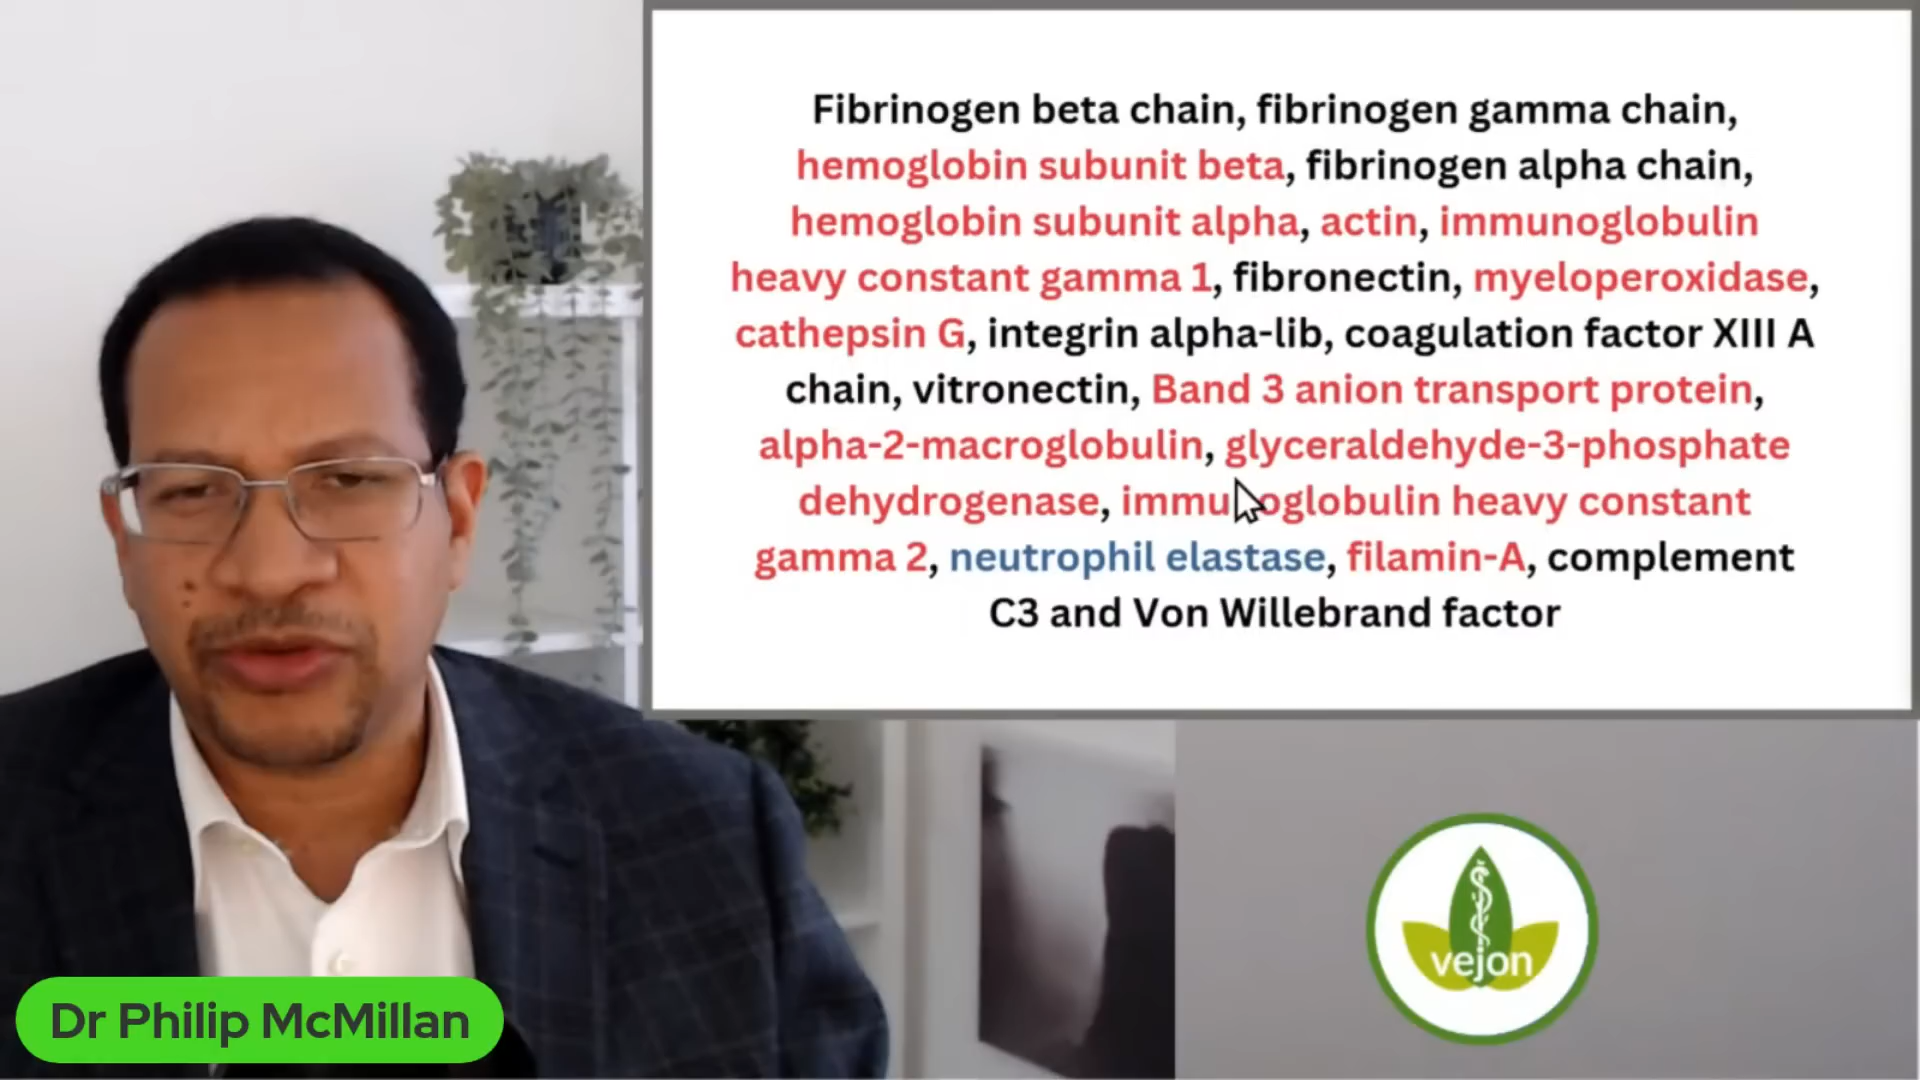 Fibrinogen beta chain, fibrinogen gamma chain,
hemoglobin subunit beta, fibrinogen alpha chain,
hemoglobin subunit alpha, actin, immunoglobulin
heavy constant gamma 1, fibronectin, myeloperoxidase,
cathepsin G, integrin alpha-lib, coagulation factor XIII A
chain, vitronectin, Band 3 anion transport protein,
alpha-2-macroglobulin, glyceraldehyde-3-phosphate
dehydrogenase, immunoglobulin heavy constant
gamma 2, neutrophil elastase, filamin-A, complement
C3 and Von Willebrand factor
vejon
Dr Philip McMillan